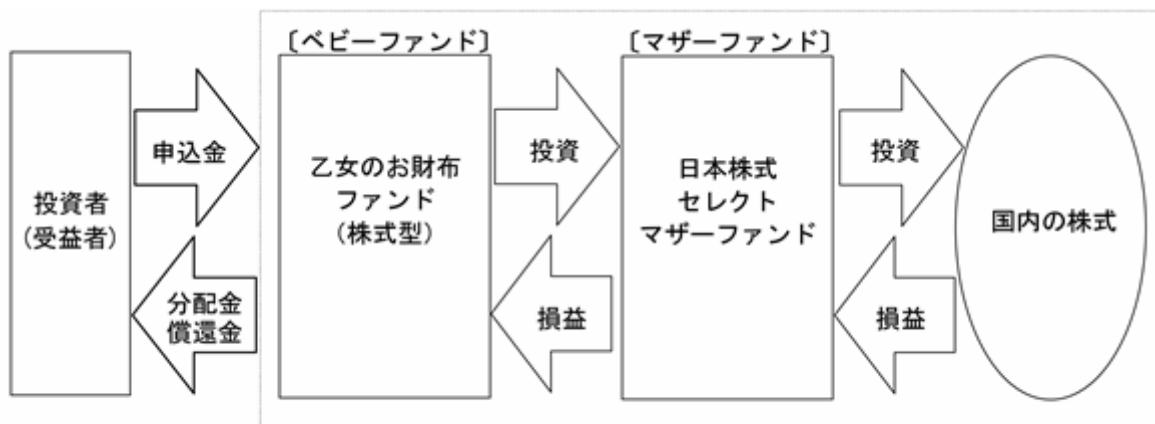 〔ベビーファンド〕
〔マザーファンド〕
投資者
(受益者)
申込金
分配金
償還金
乙女のお財布
ファンド
(株式型)
投資
損益
日本株式
セレクト
マザーファンド
投資
損益
国内の株式